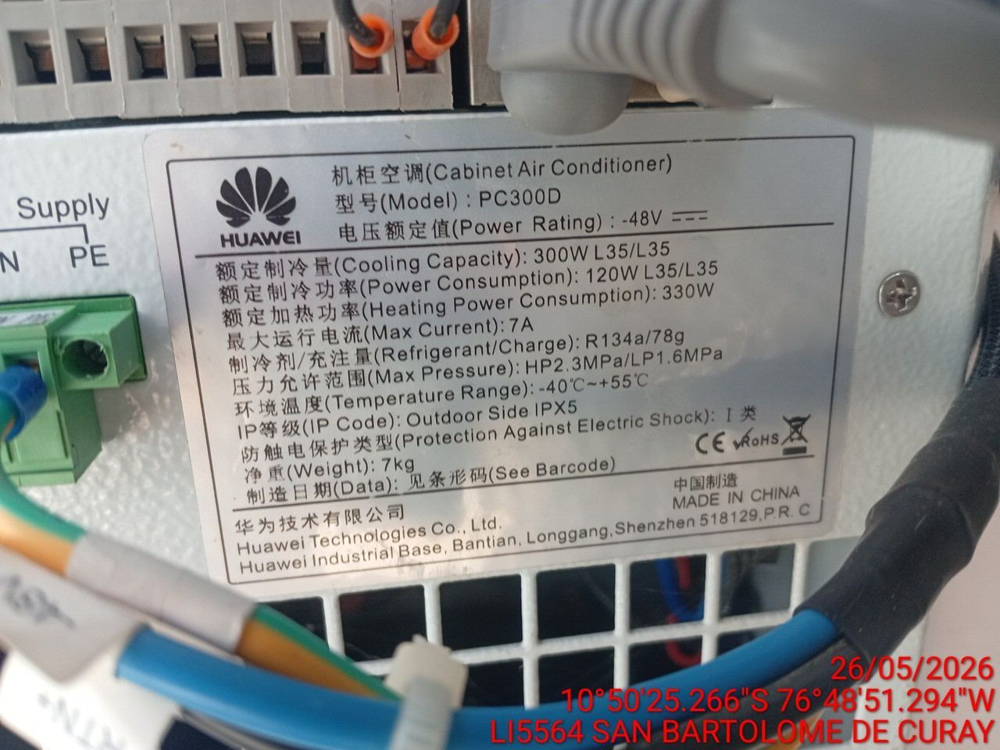 Supply
N PE
HUAWEI
机柜空调(Cabinet Air Conditioner)
型号(Model) : PC300D
电压额定值(Power Rating) : -48V
额定制冷量(Cooling Capacity): 300W L35/L35
额定制冷功率(Power Consumption): 120W L35/L35
额定加热功率(Heating Power Consumption): 330W
最大运行电流(Max Current): 7A
制冷剂/充注量(Refrigerant/Charge): R134a/78g
压力允许范围(Max Pressure): HP2.3MPa/LP1.6MPa
环境温度(Temperature Range): -40℃~+55℃
IP等级(IP Code): Outdoor Side IPX5
防触电保护类型(Protection Against Electric Shock): I 类
净重(Weight): 7kg
CE RoHS
制造日期(Data): 见条形码(See Barcode)
中国制造
MADE IN CHINA
华为技术有限公司
Huawei Technologies Co., Ltd.
Huawei Industrial Base, Bantian, Longgang,Shenzhen 518129,P.R. C
RTN+
26/05/2026
10°50'25.266"S 76°48'51.294"W
LI5564 SAN BARTOLOME DE CURAY